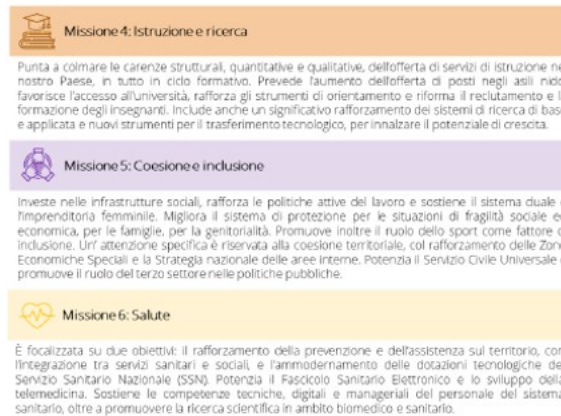 Missione 4: Istruzione e ricerca
Punta a colmare le carenze strutturali, quantitative e qualitative, dell'offerta di servizi di istruzione ne
nostro Paese, in tutto in ciclo formativo. Prevede l'aumento dell'offerta di posti negli asili nido
favorisce l'accesso all'università, rafforza gli strumenti di orientamento e riforma il reclutamento e l
formazione degli insegnanti. Include anche un significativo rafforzamento dei sistemi di ricerca di bas
e applicata e nuovi strumenti per il trasferimento tecnologico, per innalzare il potenziale di crescita.
Missione 5: Coesione e inclusione
Investe nelle infrastrutture sociali, rafforza le politiche attive del lavoro e sostiene il sistema duale
l'imprenditoria femminile. Migliora il sistema di protezione per le situazioni di fragilità sociale e
economica, per le famiglie, per la genitorialità. Promuove inoltre il ruolo dello sport come fattore
inclusione. Un' attenzione specifica è riservata alla coesione territoriale, col rafforzamento delle Zon
Economiche Speciali e la Strategia nazionale delle aree interne. Potenzia il Servizio Civile Universale
promuove il ruolo del terzo settore nelle politiche pubbliche.
Missione 6: Salute
È focalizzata su due obiettivi: il rafforzamento della prevenzione e dell'assistenza sul territorio, con
l'integrazione tra servizi sanitari e sociali, e l'ammodernamento delle dotazioni tecnologiche de
Servizio Sanitario Nazionale (SSN). Potenzia il Fascicolo Sanitario Elettronico e lo sviluppo della
telemedicina. Sostiene le competenze tecniche, digitali e manageriali del personale del sistema
sanitario, oltre a promuovere la ricerca scientifica in ambito biomedico e sanitario.